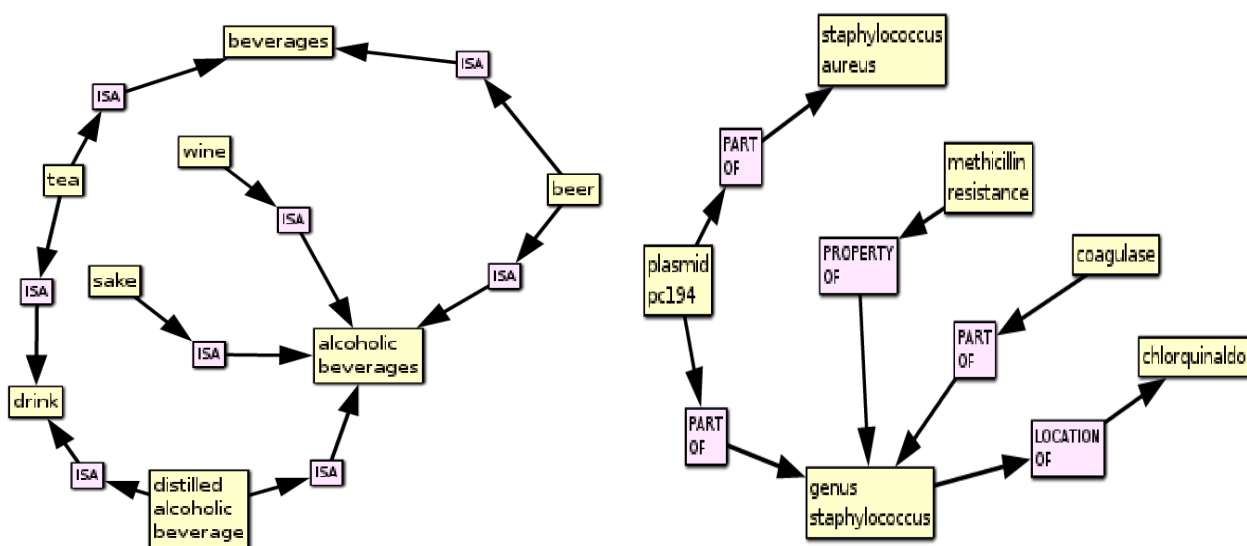 beverages
ISA
ISA
tea
wine
ISA
beer
ISA
sake
ISA
ISA
alcoholic
beverages
drink
ISA
ISA
distilled
alcoholic
beverage
staphylococcus
aureus
PART
OF
methicillin
resistance
plasmid
pc194
PROPERTY
OF
coagulase
PART
OF
chlorquinaldo
PART
OF
LOCATION
OF
genus
staphylococcus